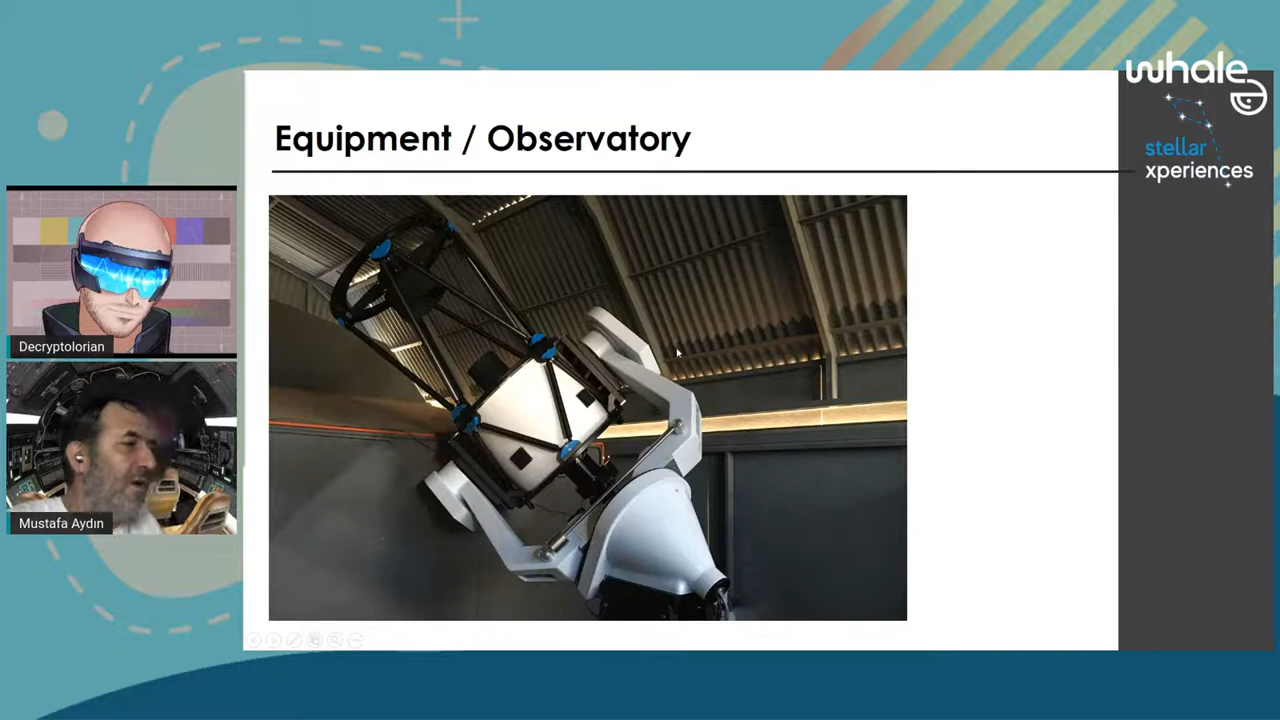 whale
Equipment / Observatory
stellar
xperiences
Decryptolorian
Mustafa Aydın